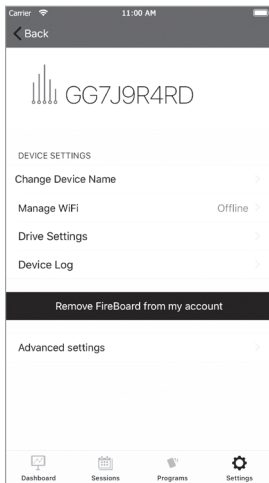 Carrier 11:00 AM
Back
GG7J9R4RD
DEVICE SETTINGS
Change Device Name
Manage WiFi Offline
Drive Settings
Device Log
Remove FireBoard from my account
Advanced settings
Dashboard Sessions Programs Settings